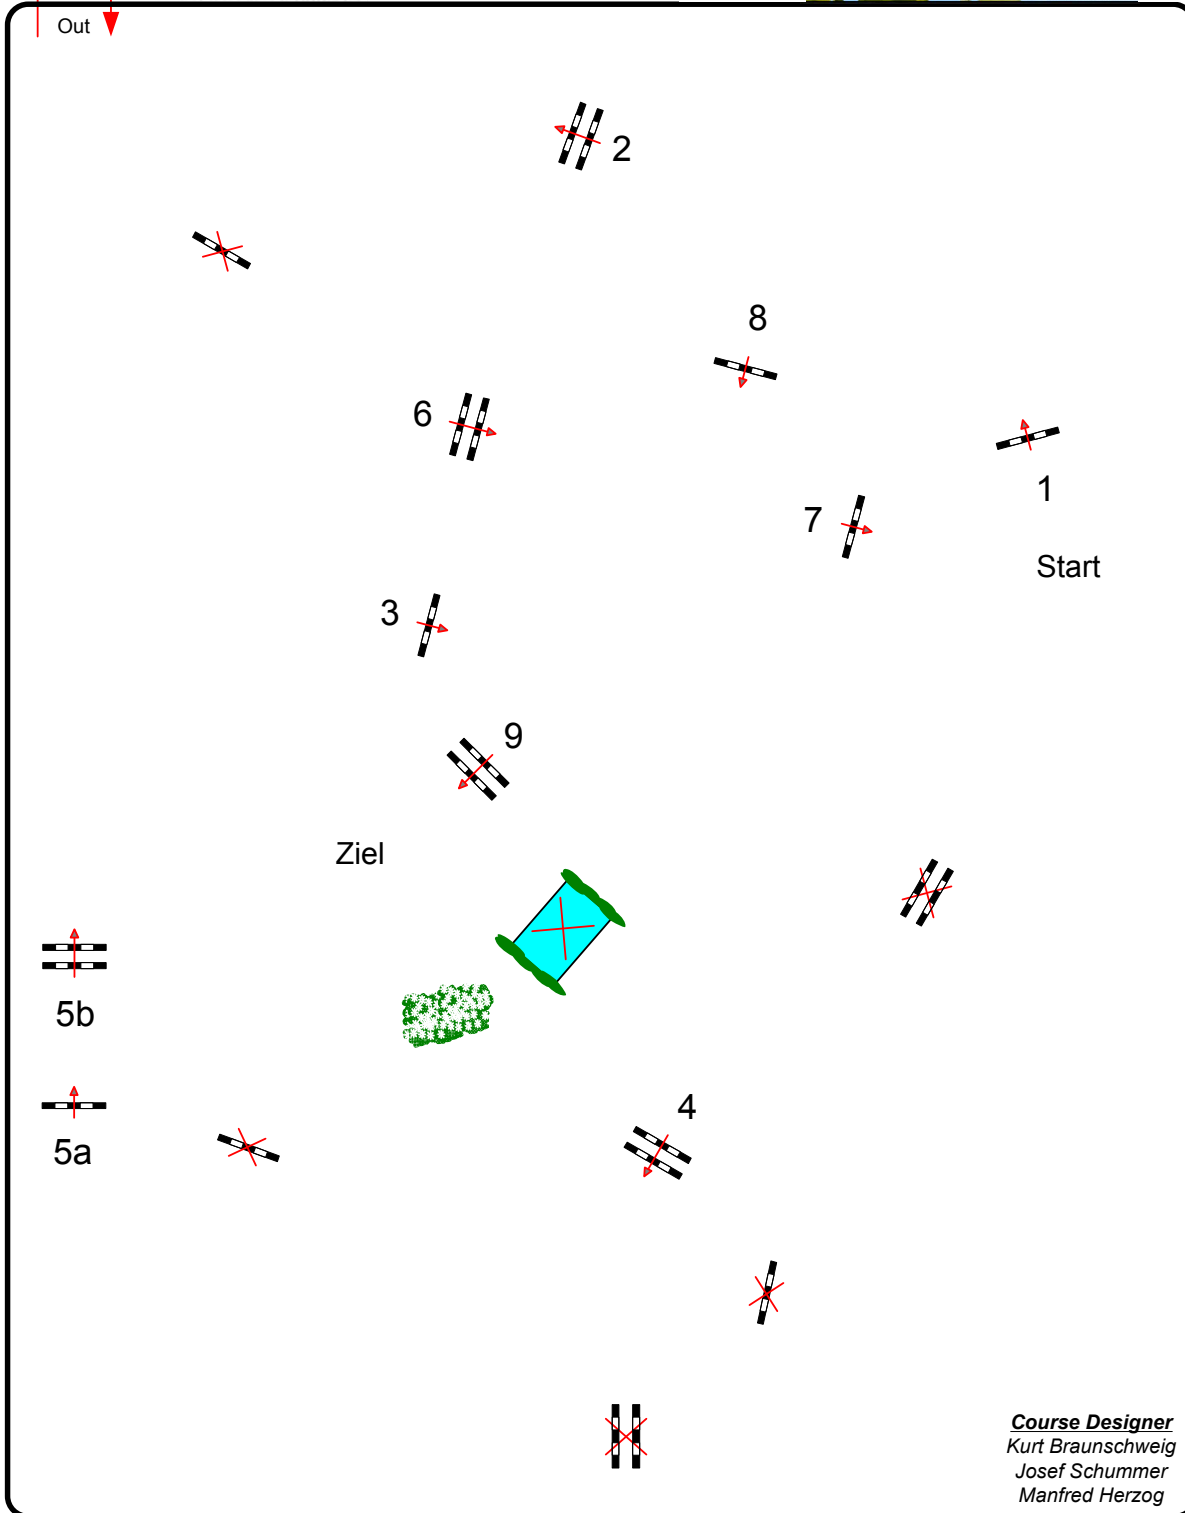 Out
2
8
6
1
7
Start
3
9
Ziel
5b
4
5a
Course Designer
Kurt Braunschweig
Josef Schummer
Manfred Herzog